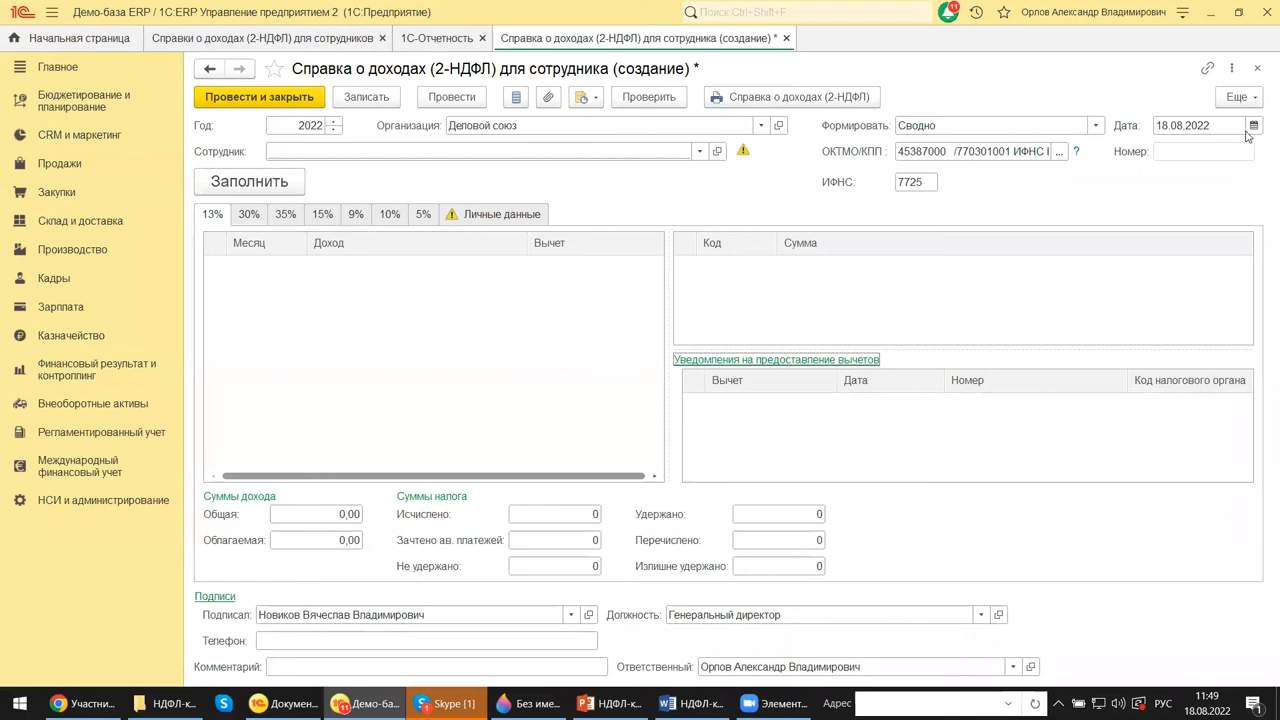 Демо-база ERP / 1С:ERP Управление предприятием 2 (1С:Предприятие)
Поиск Ctrl+Shift+F
11
Орлов Александр Владимирович
Начальная страница
Справки о доходах (2-НДФЛ) для сотрудников
1С-Отчетность
Справка о доходах (2-НДФЛ) для сотрудника (создание) *
Главное
Бюджетирование и
планирование
CRM и маркетинг
Продажи
Закупки
Склад и доставка
Производство
Кадры
Зарплата
Казначейство
Финансовый результат и
контроллинг
Внеоборотные активы
Регламентированный учет
Международный
финансовый учет
НСИ и администрирование
Справка о доходах (2-НДФЛ) для сотрудника (создание) *
Провести и закрыть
Записать
Провести
Проверить
Справка о доходах (2-НДФЛ)
Еще
Год: 2022
Организация: Деловой союз
Формировать: Сводно
Дата: 18.08.2022
Сотрудник:
ОКТМО/КПП : 45387000 /770301001 ИФНС
... ?
Номер:
Заполнить
ИФНС: 7725
13% 30% 35% 15% 9% 10% 5% Личные данные
Месяц Доход Вычет
Код Сумма
Уведомления на предоставление вычетов
Вычет Дата Номер Код налогового органа
Суммы дохода
Суммы налога
Общая: 0,00
Исчислено: 0
Удержано: 0
Облагаемая: 0,00
Зачтено ав. платежей: 0
Перечислено: 0
Не удержано: 0
Излишне удержано: 0
Подписи
Подписал: Новиков Вячеслав Владимирович
Должность: Генеральный директор
Телефон:
Комментарий:
Ответственный: Орлов Александр Владимирович
Участни...
НДФЛ-к...
Докумен...
Демо-ба...
Skype [1]
Без име...
НДФЛ-к...
НДФЛ-к...
Элемент...
Адрес
РУС
11:49
18.08.2022